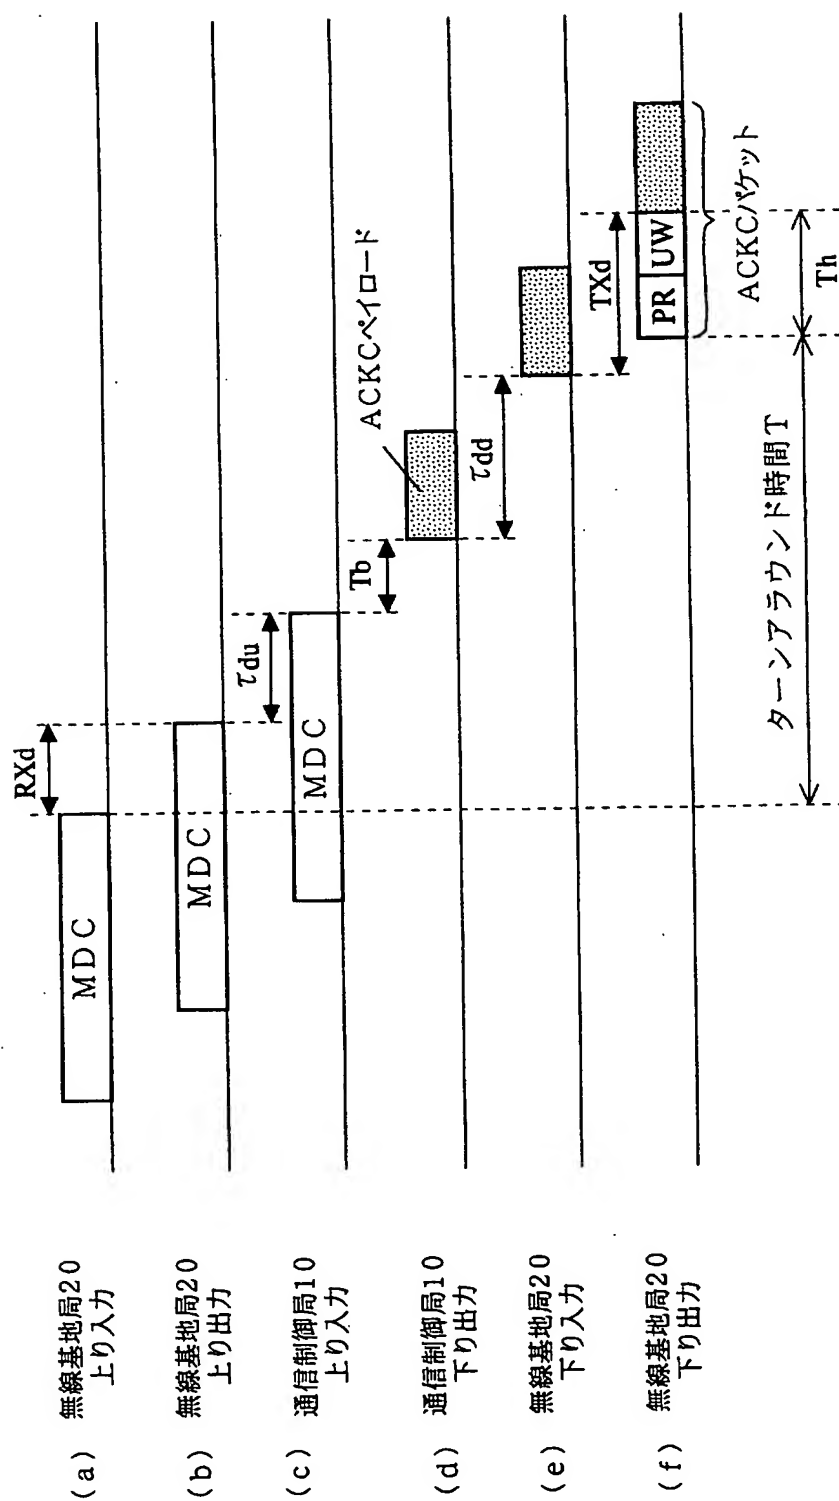 (a) 無線基地局20
上り入力
MDC
RXd
(b) 無線基地局20
上り出力
MDC
τdu
(c) 通信制御局10
上り入力
MDC
Tb
(d) 通信制御局10
下り出力
ACKCペイロード
τdd
(e) 無線基地局20
下り入力
TXd
(f) 無線基地局20
下り出力
PR UW
ACKCパケット
Th
ターンアラウンド時間T